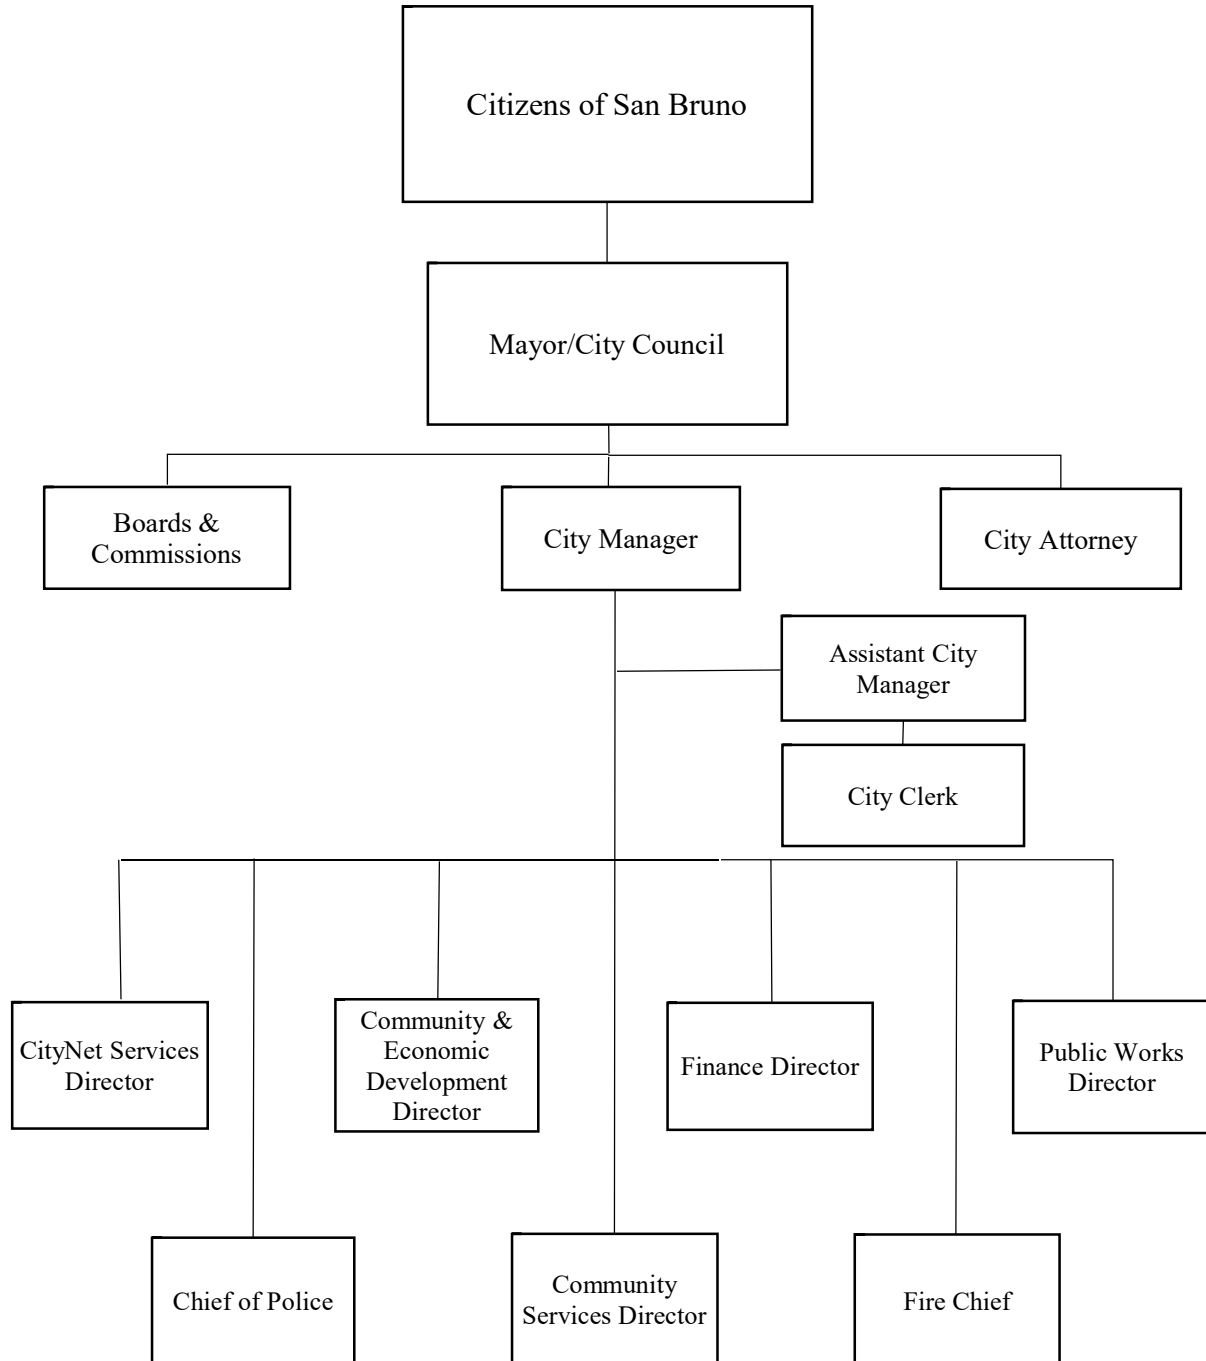 Citizens of San Bruno
Mayor/City Council
Boards &
Commissions
City Manager
City Attorney
Assistant City
Manager
City Clerk
CityNet Services
Director
Community &
Economic
Development
Director
Finance Director
Public Works
Director
Chief of Police
Community
Services Director
Fire Chief